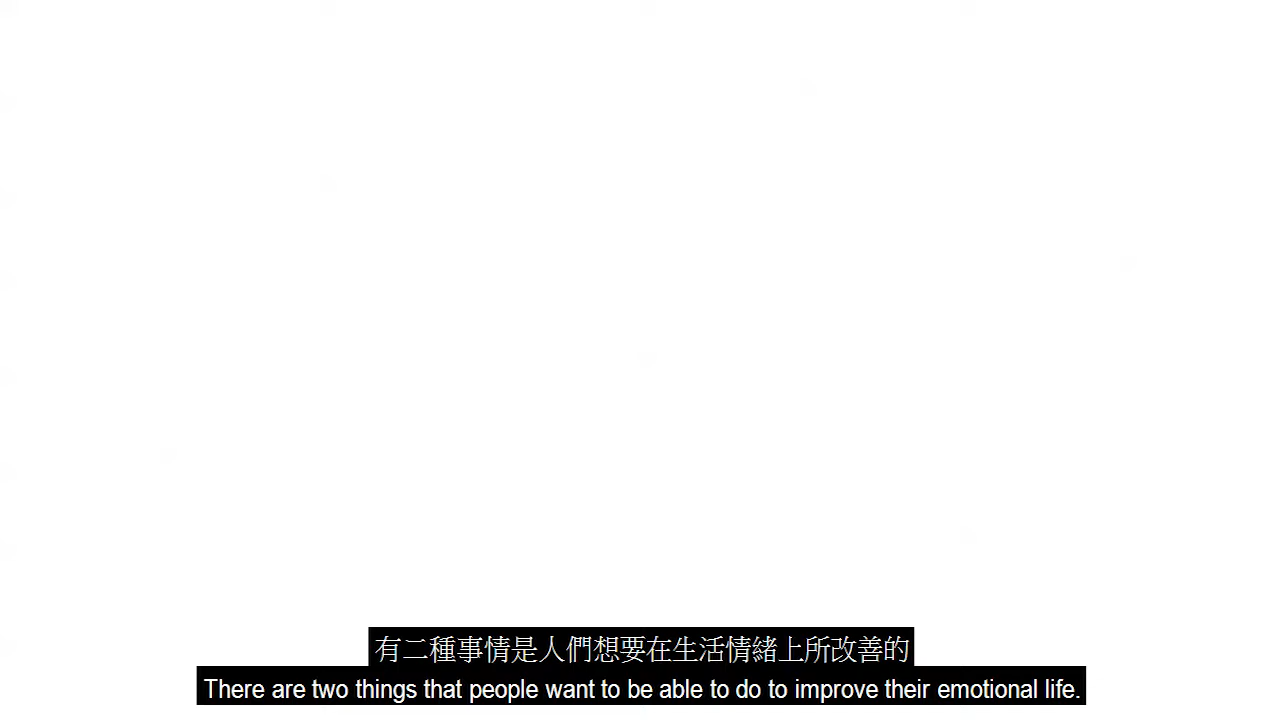 有二種事情是人們想要在生活情緒上所改善的
There are two things that people want to be able to do to improve their emotional life.